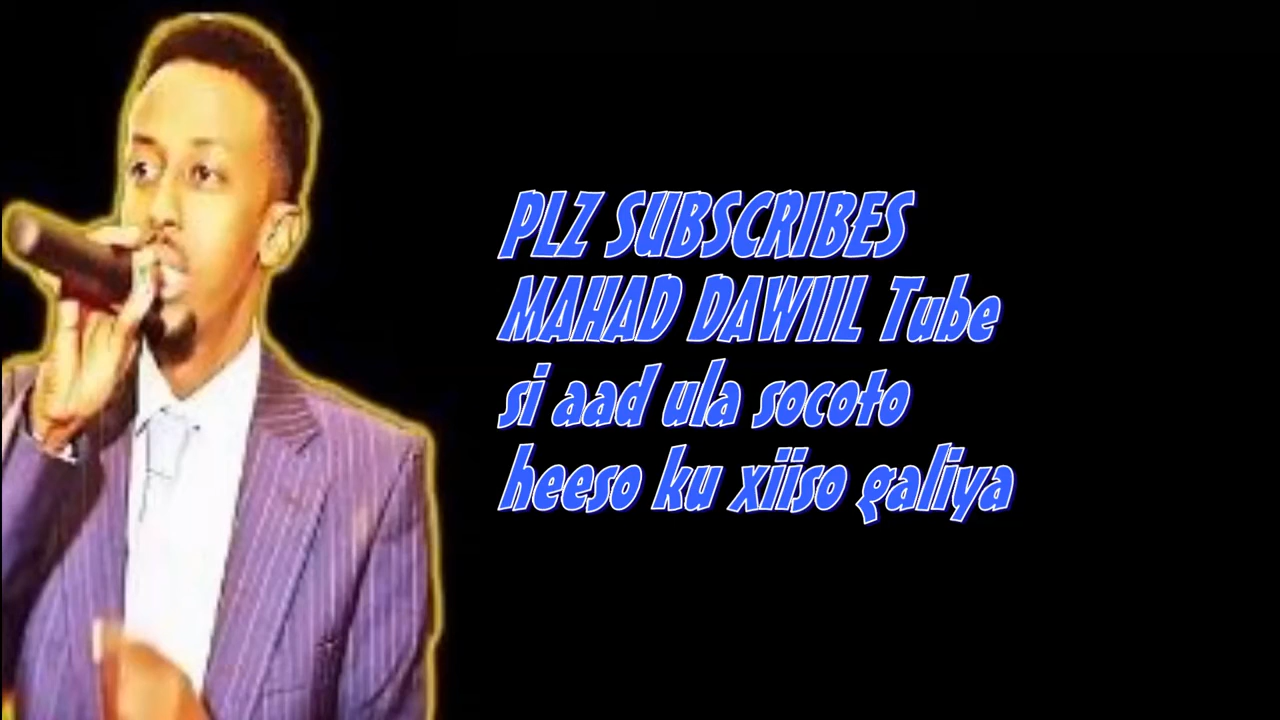 PLZ SUBSCRIBES
MAHAD DAWIIL Tube
si aad ula socoto
heeso ku xiiso galiya